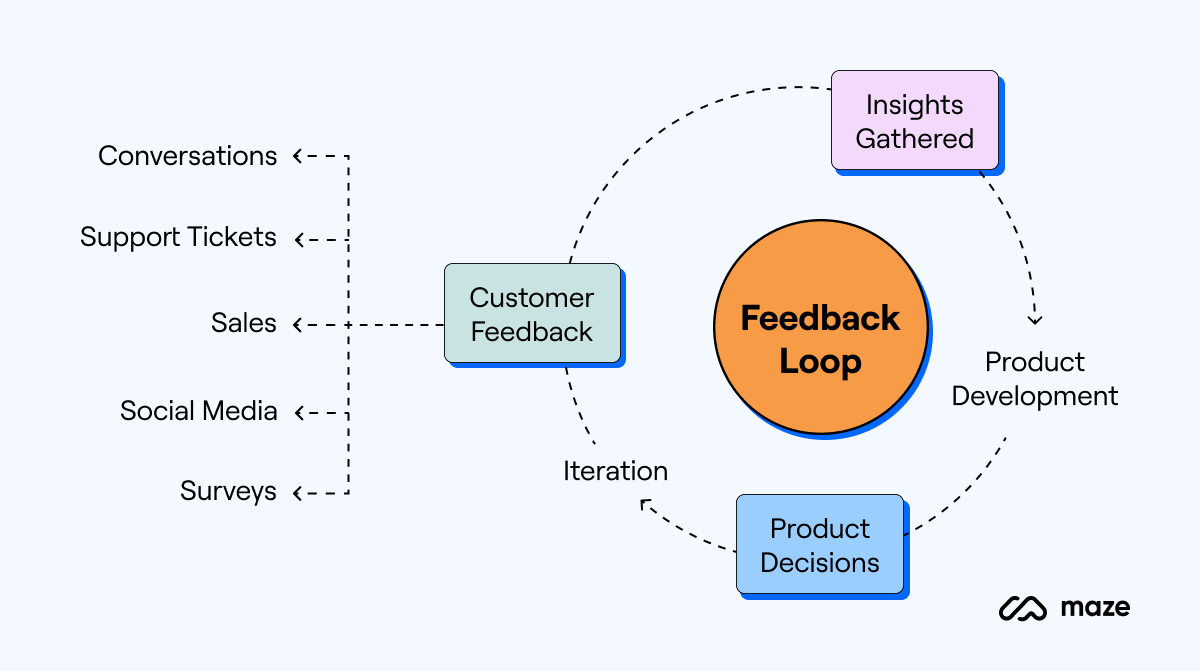 Conversations
Support Tickets
Sales
Social Media
Surveys
Customer
Feedback
Insights
Gathered
Feedback
Loop
Product
Development
Iteration
Product
Decisions
maze